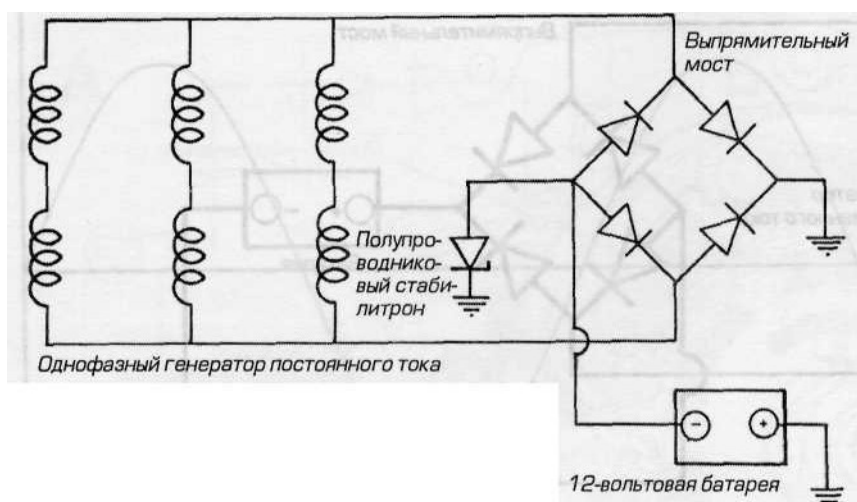 Выпрямительный
мост
Полупро-
воднико-
вый стаби-
литрон
Однофазный генератор постоянного тока
− +
12-вольтовая батарея